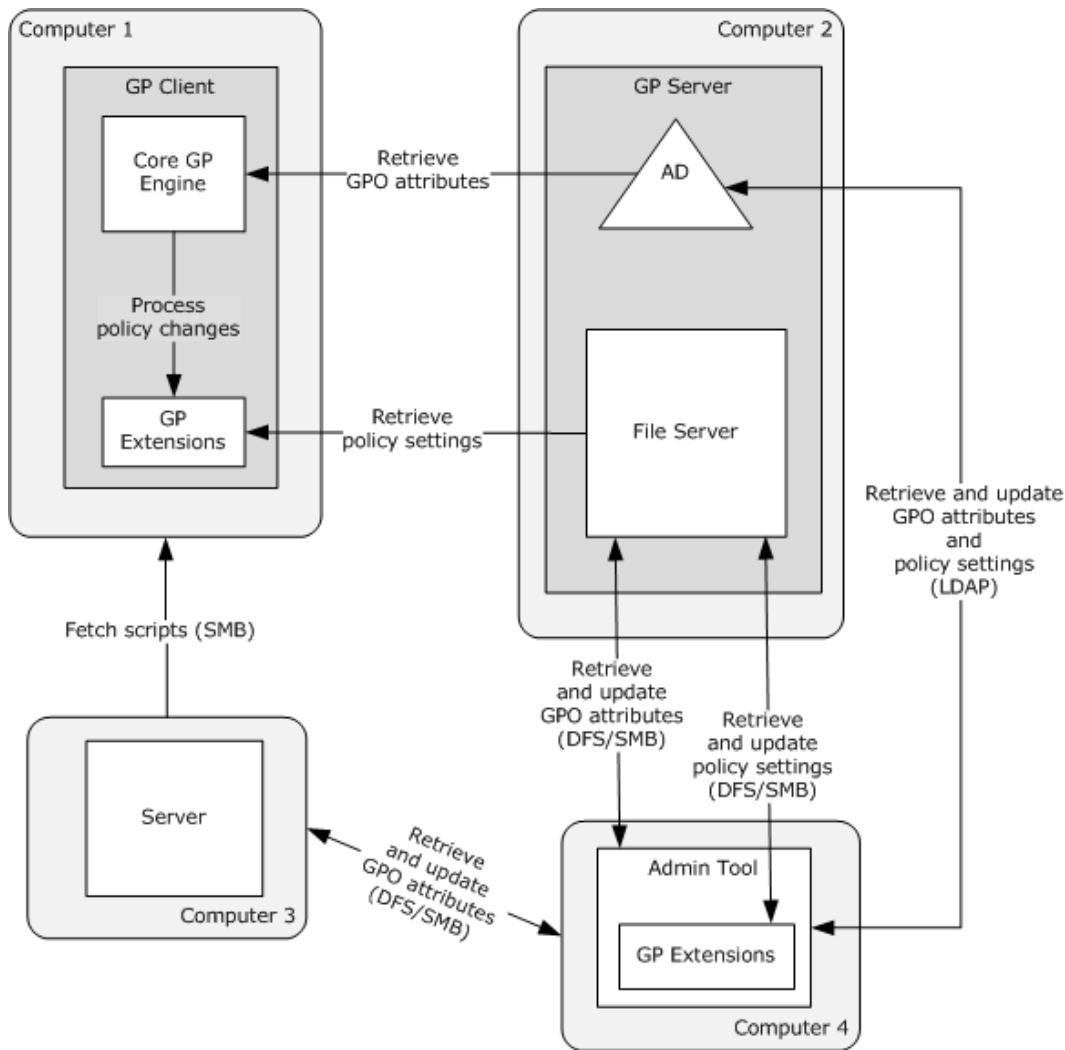 Computer 1
Computer 2
GP Client
GP Server
Core GP
Engine
Retrieve
GPO attributes
AD
Process
policy changes
GP
Extensions
Retrieve
policy settings
File Server
Retrieve and update
GPO attributes
and
policy settings
(LDAP)
Fetch scripts (SMB)
Retrieve
and update
GPO attributes
(DFS/SMB)
Retrieve
and update
policy settings
(DFS/SMB)
Server
Computer 3
Retrieve
and update
GPO attributes
(DFS/SMB)
Admin Tool
GP Extensions
Computer 4